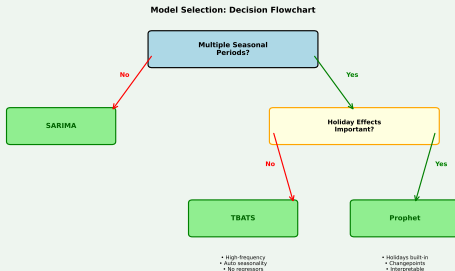 Model Selection: Decision Flowchart
Multiple Seasonal
Periods?
No
Yes
SARIMA
Holiday Effects
Important?
No
Yes
TBATS
Prophet
• High-frequency
• Auto seasonality
• No regressors
• Holidays built-in
• Changepoints
• Interpretable